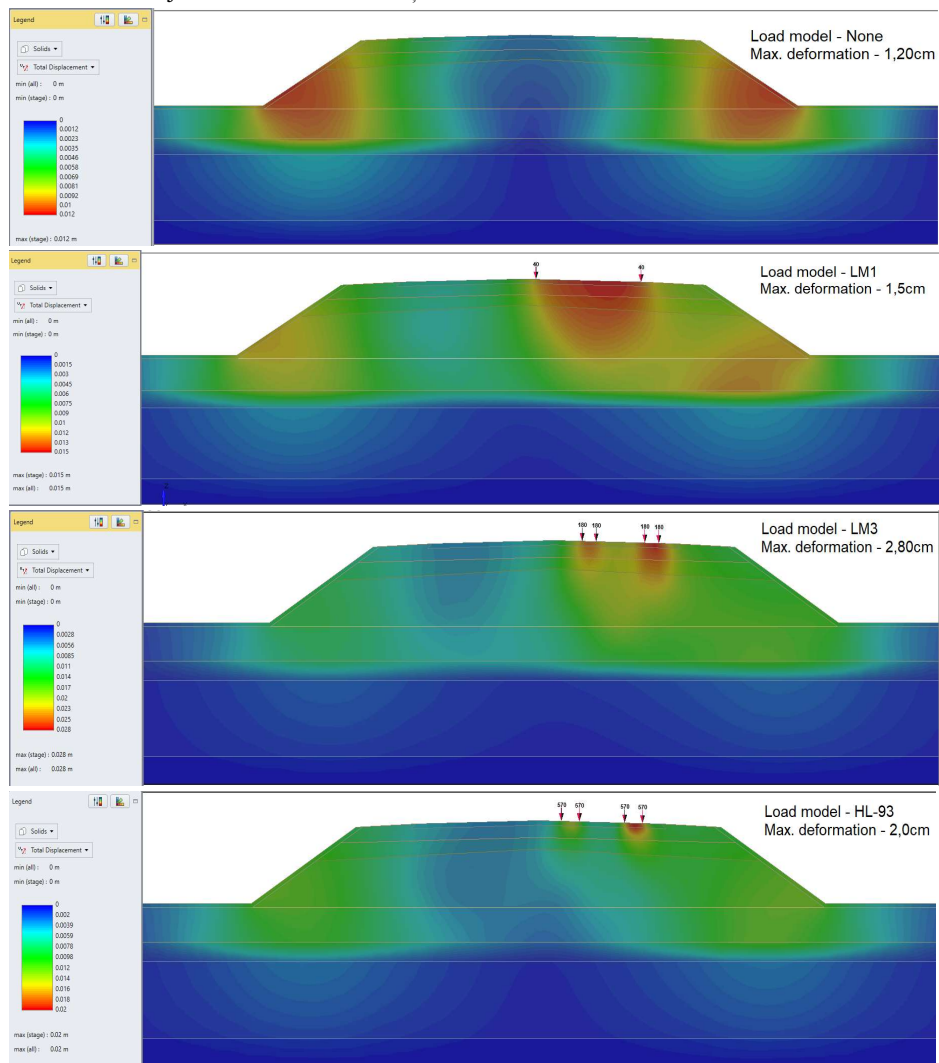 Legend
Solids
Total Displacement
min (all) : 0 m
min (stage) : 0 m
0
0.0012
0.0023
0.0035
0.0046
0.0058
0.0069
0.0081
0.0092
0.01
0.012
max (stage) : 0.012 m
Load model - None
Max. deformation - 1,20cm
Legend
Solids
Total Displacement
min (all) : 0 m
min (stage) : 0 m
0
0.0015
0.003
0.0045
0.006
0.0075
0.009
0.01
0.012
0.013
0.015
max (stage) : 0.015 m
max (all) : 0.015 m
40 40
Load model - LM1
Max. deformation - 1,5cm
Legend
Solids
Total Displacement
min (all) : 0 m
min (stage) : 0 m
0
0.0028
0.0056
0.0085
0.011
0.014
0.017
0.02
0.023
0.025
0.028
max (stage) : 0.028 m
max (all) : 0.028 m
180 180 180 180
Load model - LM3
Max. deformation - 2,80cm
Legend
Solids
Total Displacement
min (all) : 0 m
min (stage) : 0 m
0
0.002
0.0039
0.0059
0.0078
0.0098
0.012
0.014
0.016
0.018
0.02
max (stage) : 0.02 m
max (all) : 0.02 m
570 570 570 570
Load model - HL-93
Max. deformation - 2,0cm